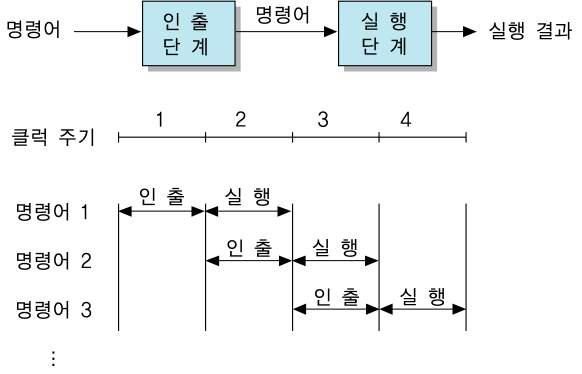 명령어 인 출 단 계 명령어 실 행 단 계 실행 결과
클럭 주기 1 2 3 4
명령어 1 인 출 실 행
명령어 2 인 출 실 행
명령어 3 인 출 실 행
⋮